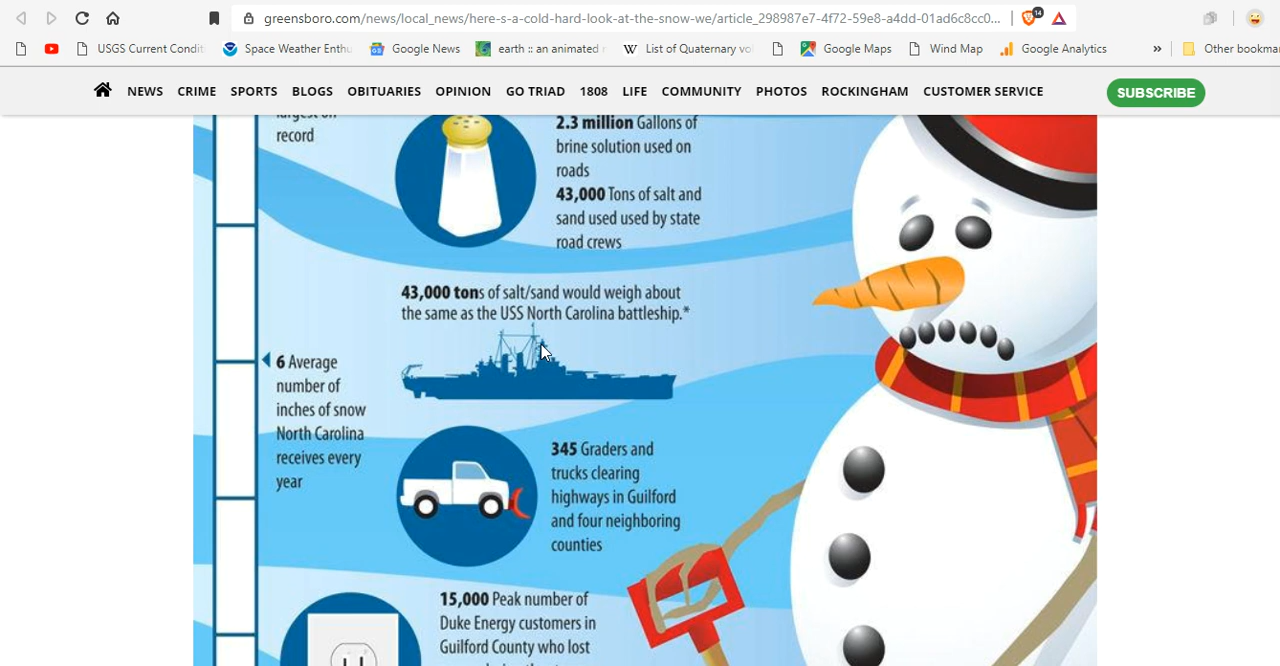 greensboro.com/news/local_news/here-s-a-cold-hard-look-at-the-snow-we/article_298987e7-4f72-59e8-a4dd-01ad6c8cc0...
14
USGS Current Condit
Space Weather Enthu
Google News
earth :: an animated
W List of Quaternary vo
Google Maps
Wind Map
Google Analytics
»
Other bookma
NEWS CRIME SPORTS BLOGS OBITUARIES OPINION GO TRIAD 1808 LIFE COMMUNITY PHOTOS ROCKINGHAM CUSTOMER SERVICE
SUBSCRIBE
largest on
record
2.3 million Gallons of
brine solution used on
roads
43,000 Tons of salt and
sand used used by state
road crews
43,000 tons of salt/sand would weigh about
the same as the USS North Carolina battleship.*
6 Average
number of
inches of snow
North Carolina
receives every
year
345 Graders and
trucks clearing
highways in Guilford
and four neighboring
counties
15,000 Peak number of
Duke Energy customers in
Guilford County who lost